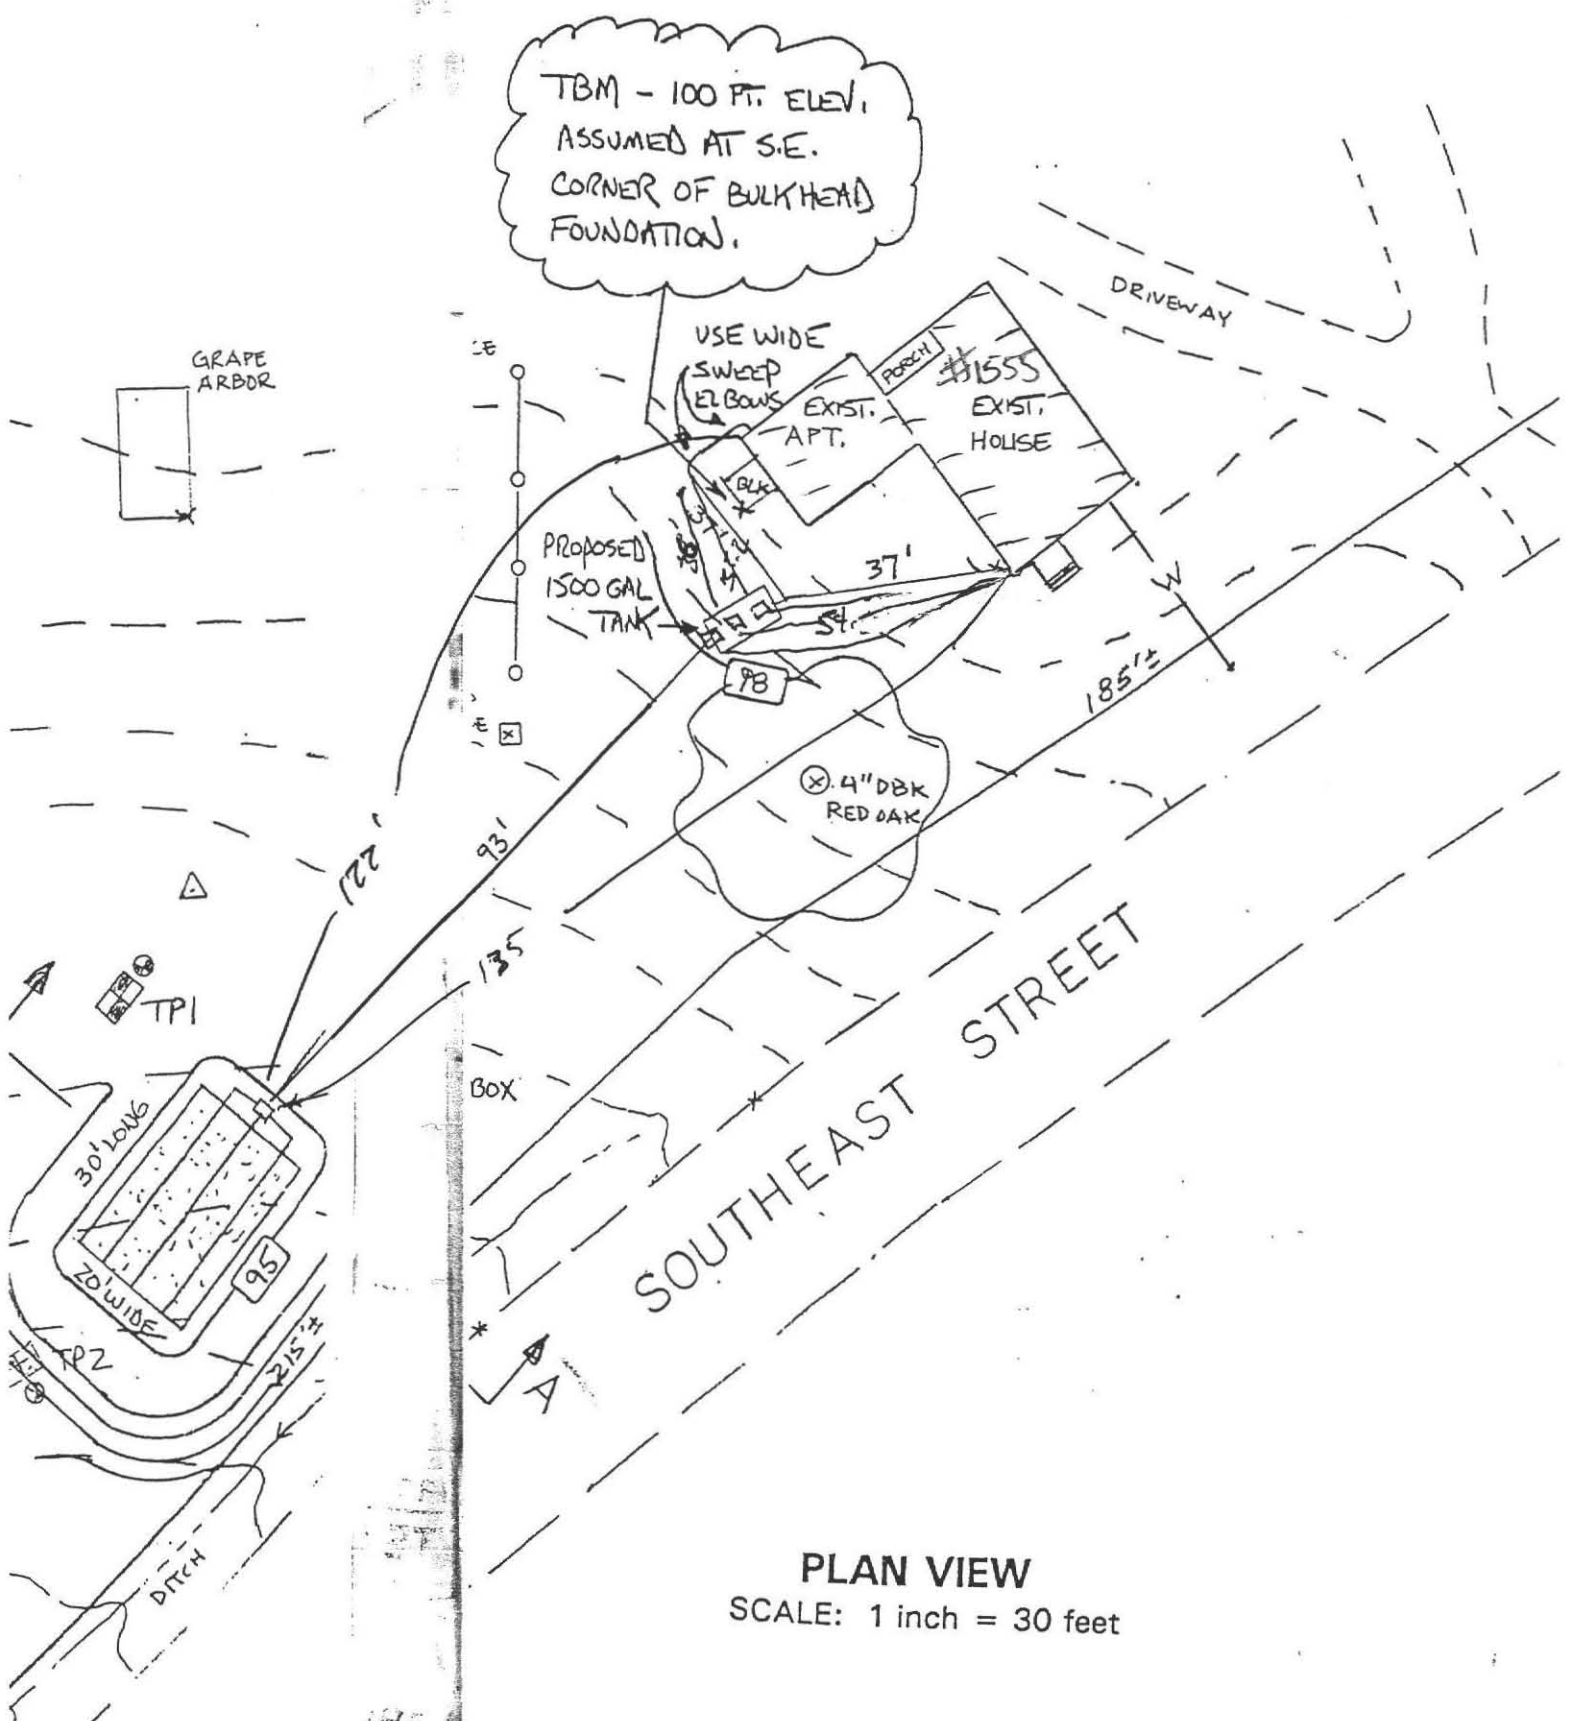 TBM - 100 FT. ELEV.
ASSUMED AT S.E.
CORNER OF BULKHEAD
FOUNDATION.
DRIVEWAY
GRAPE
ARBOR
USE WIDE
SWEEP
ELBOWS
PORCH
#1555
EXIST.
HOUSE
EXIST.
APT.
BLK
PROPOSED
1500 GAL
TANK
37'
W
98
185'±
4" DBK
RED OAK
93'
122'
135
TP1
BOX
30' LONG
20' WIDE
95
TP2
215'±
A
DITCH
SOUTHEAST STREET
PLAN VIEW
SCALE: 1 inch = 30 feet